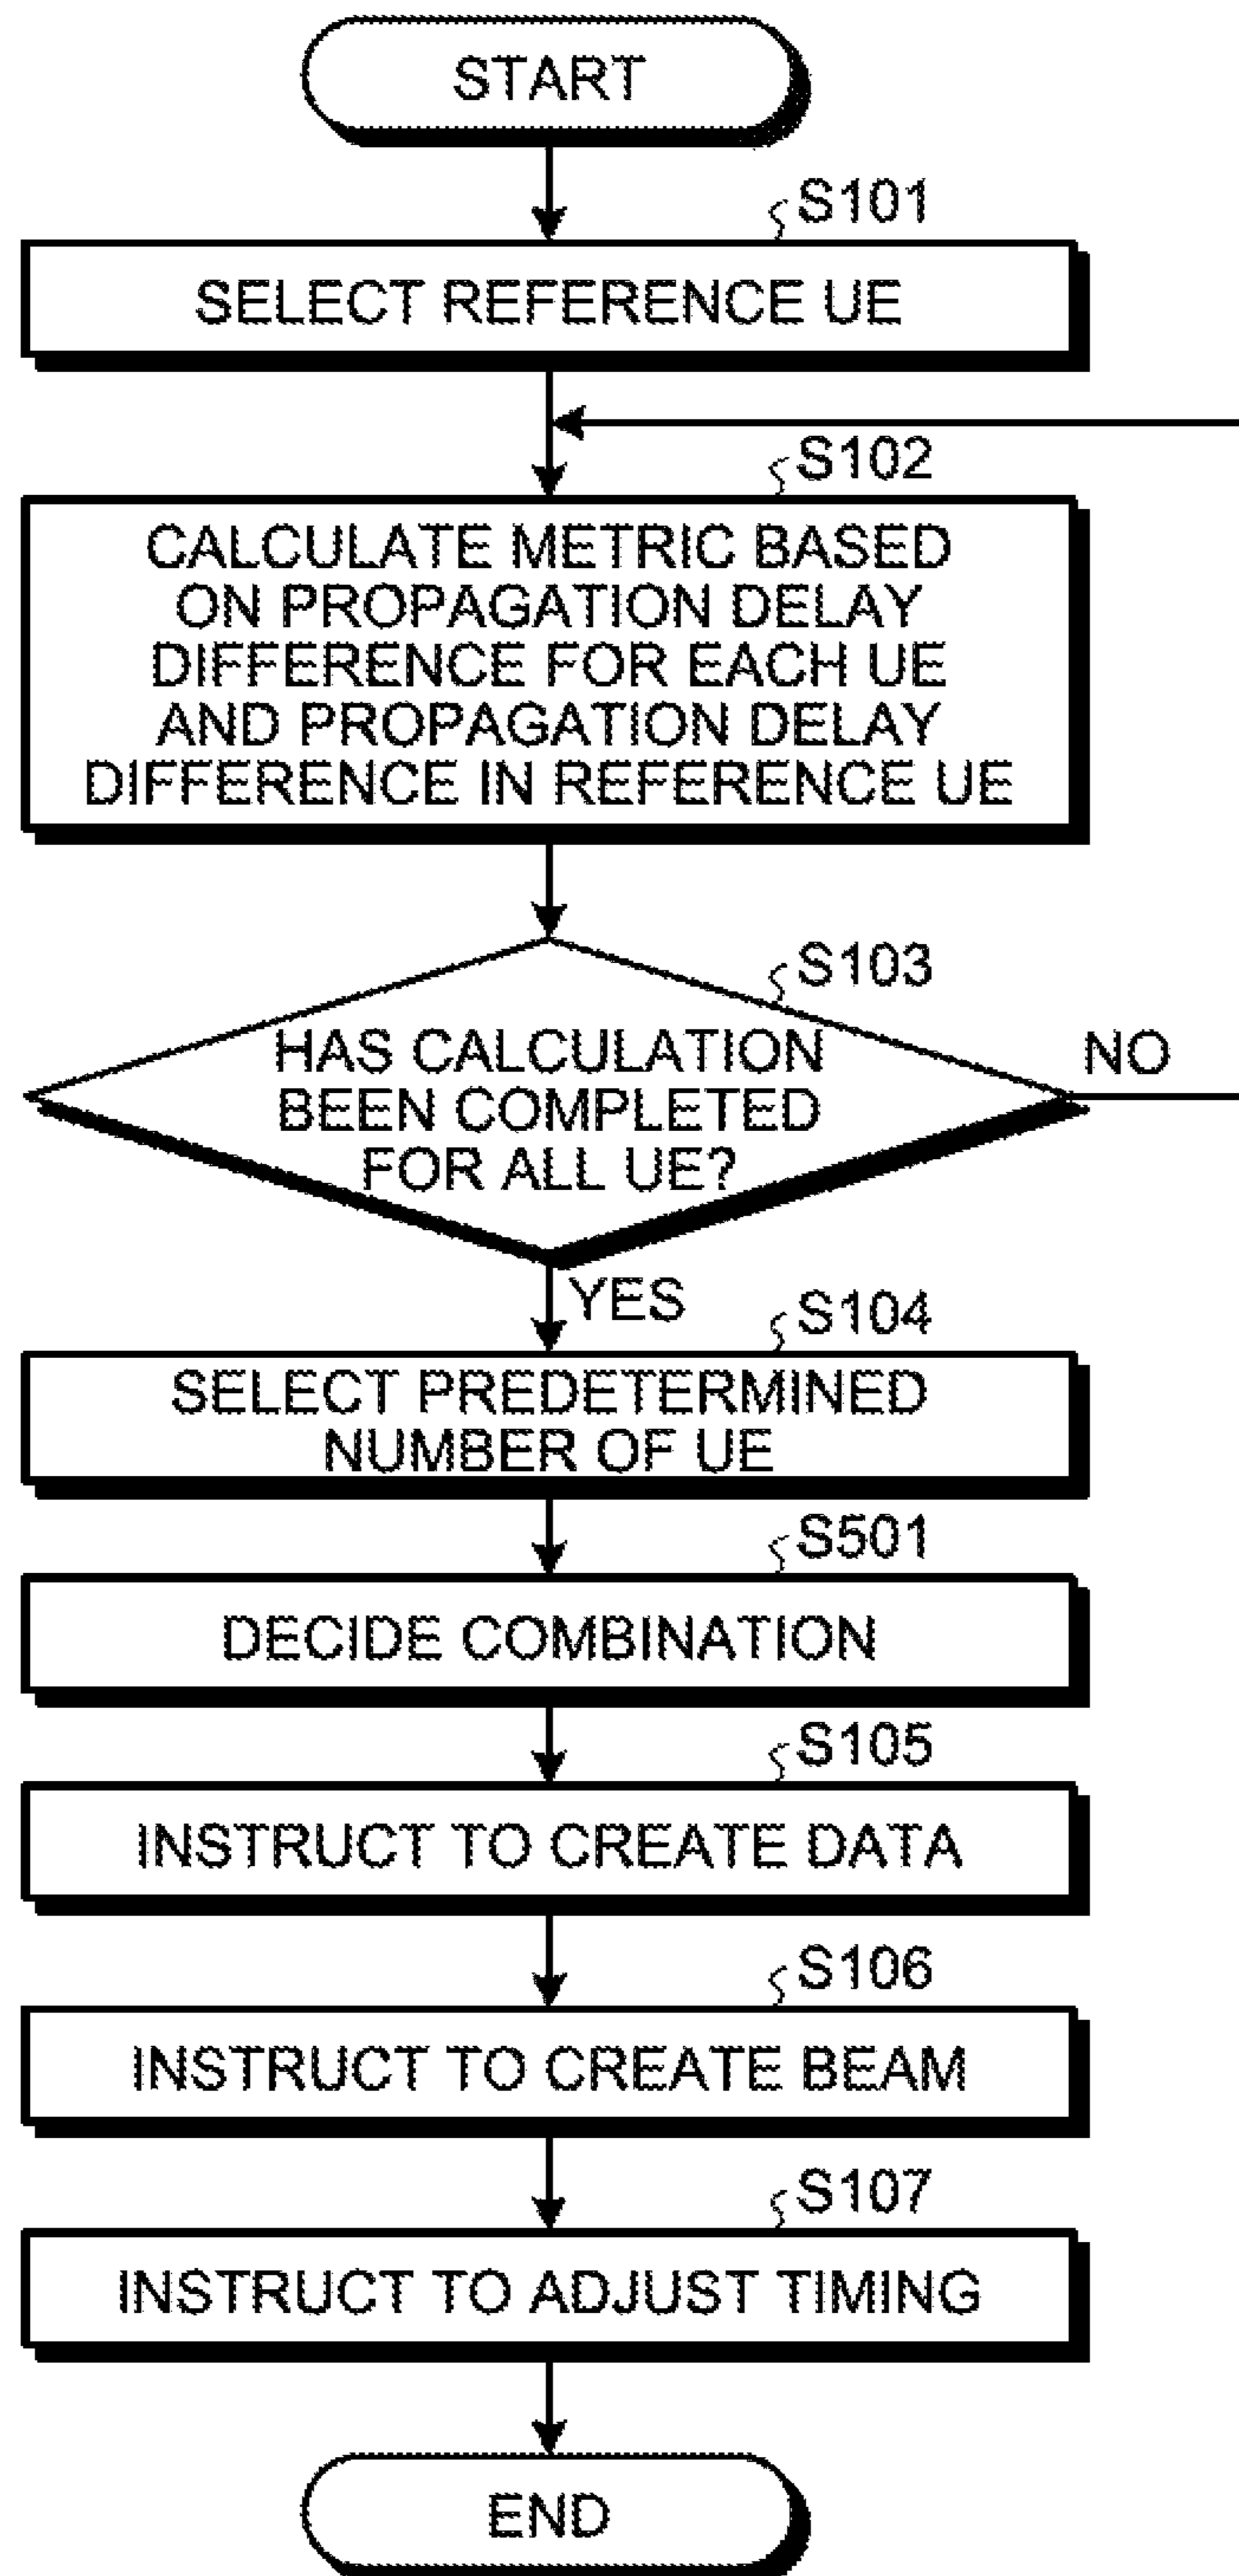 START
S101
SELECT REFERENCE UE
S102
CALCULATE METRIC BASED
ON PROPAGATION DELAY
DIFFERENCE FOR EACH UE
AND PROPAGATION DELAY
DIFFERENCE IN REFERENCE UE
S103
HAS CALCULATION
BEEN COMPLETED
FOR ALL UE?
NO
YES
S104
SELECT PREDETERMINED
NUMBER OF UE
S501
DECIDE COMBINATION
S105
INSTRUCT TO CREATE DATA
S106
INSTRUCT TO CREATE BEAM
S107
INSTRUCT TO ADJUST TIMING
END